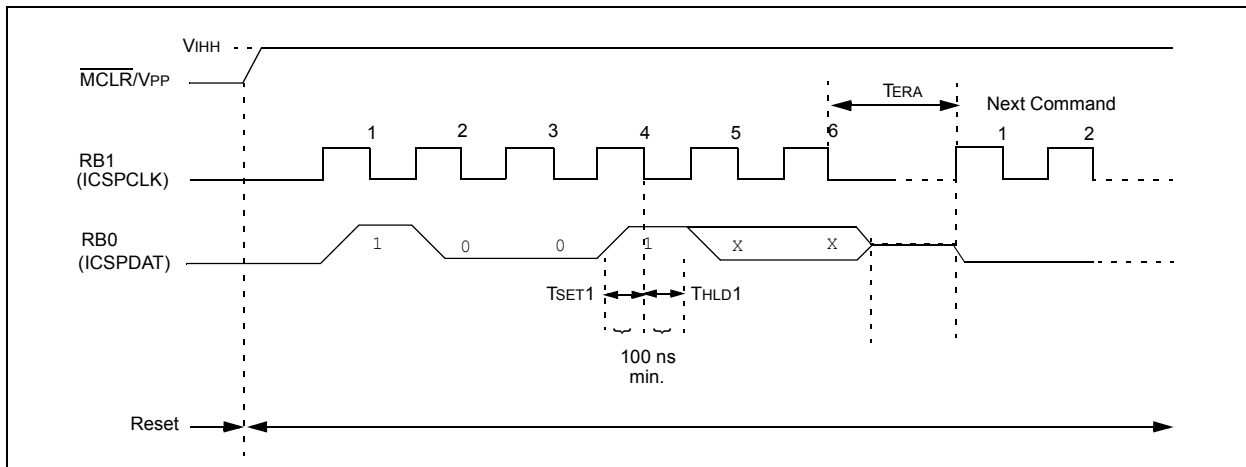 VIHH
MCLR/VPP
TERA
Next Command
1 2 3 4 5 6 1 2
RB1
(ICSPCLK)
RB0
(ICSPDAT)
1 0 0 1 X X
TSET1 THLD1
100 ns
min.
Reset